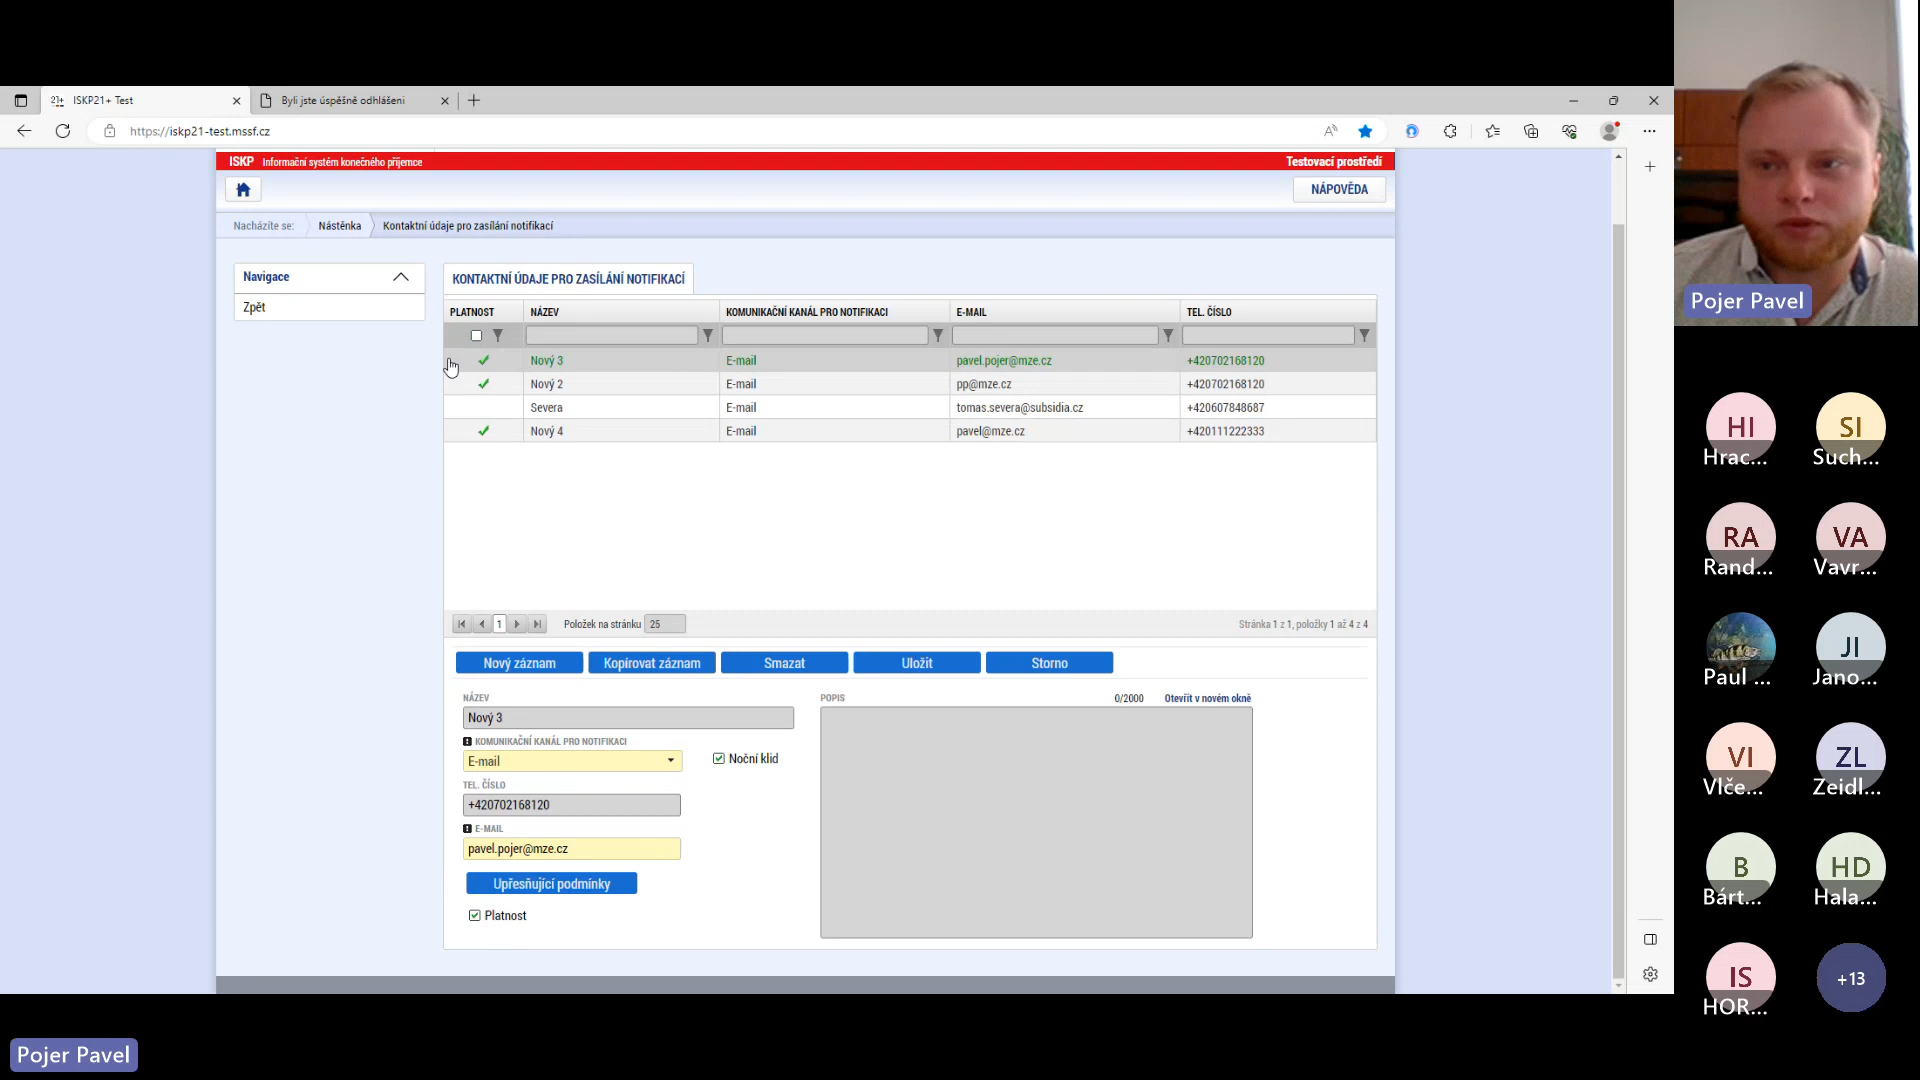 ISKP21+ Test
Byli jste úspěšně odhlášeni
https://iskp21-test.mssf.cz
ISKP Informační systém konečného příjemce
Testovací prostředí
NÁPOVĚDA
Nacházíte se: Nástěnka Kontaktní údaje pro zasílání notifikací
Navigace
Zpět
KONTAKTNÍ ÚDAJE PRO ZASÍLÁNÍ NOTIFIKACÍ
PLATNOST NÁZEV KOMUNIKAČNÍ KANÁL PRO NOTIFIKACI E-MAIL TEL. ČÍSLO
Nový 3 E-mail pavel.pojer@mze.cz +420702168120
Nový 2 E-mail pp@mze.cz +420702168120
Severa E-mail tomas.severa@subsidia.cz +420607848687
Nový 4 E-mail pavel@mze.cz +420111222333
1 Položek na stránku 25 Stránka 1 z 1, položky 1 až 4 z 4
Nový záznam Kopírovat záznam Smazat Uložit Storno
NÁZEV
Nový 3
KOMUNIKAČNÍ KANÁL PRO NOTIFIKACI
E-mail
Noční klid
TEL. ČÍSLO
+420702168120
E-MAIL
pavel.pojer@mze.cz
Upřesňující podmínky
Platnost
POPIS 0/2000 Otevřít v novém okně
Pojer Pavel
HI SI
Hrac... Such...
RA VA
Rand... Vavr...
JI
Paul ... Jano...
VI ZL
Vlče... Zeidl...
B HD
Bárt... Hala...
IS +13
HOR...
Pojer Pavel